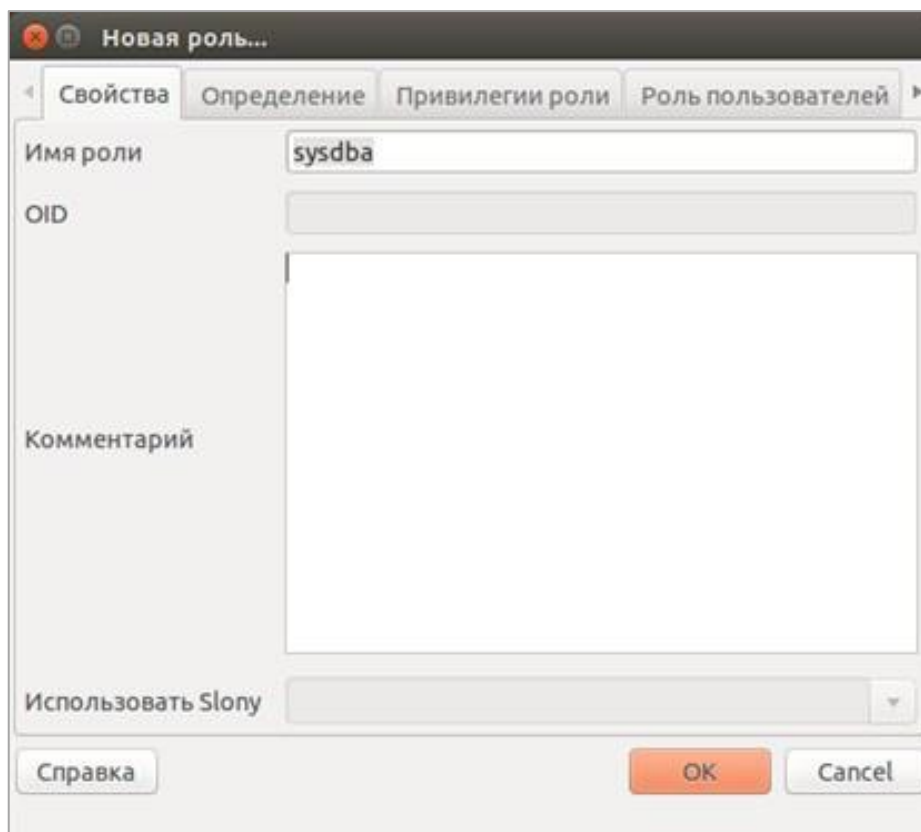 Новая роль...
Свойства Определение Привилегии роли Роль пользователей
Имя роли sysdba
OID
Комментарий
Использовать Slony
Справка OK Cancel